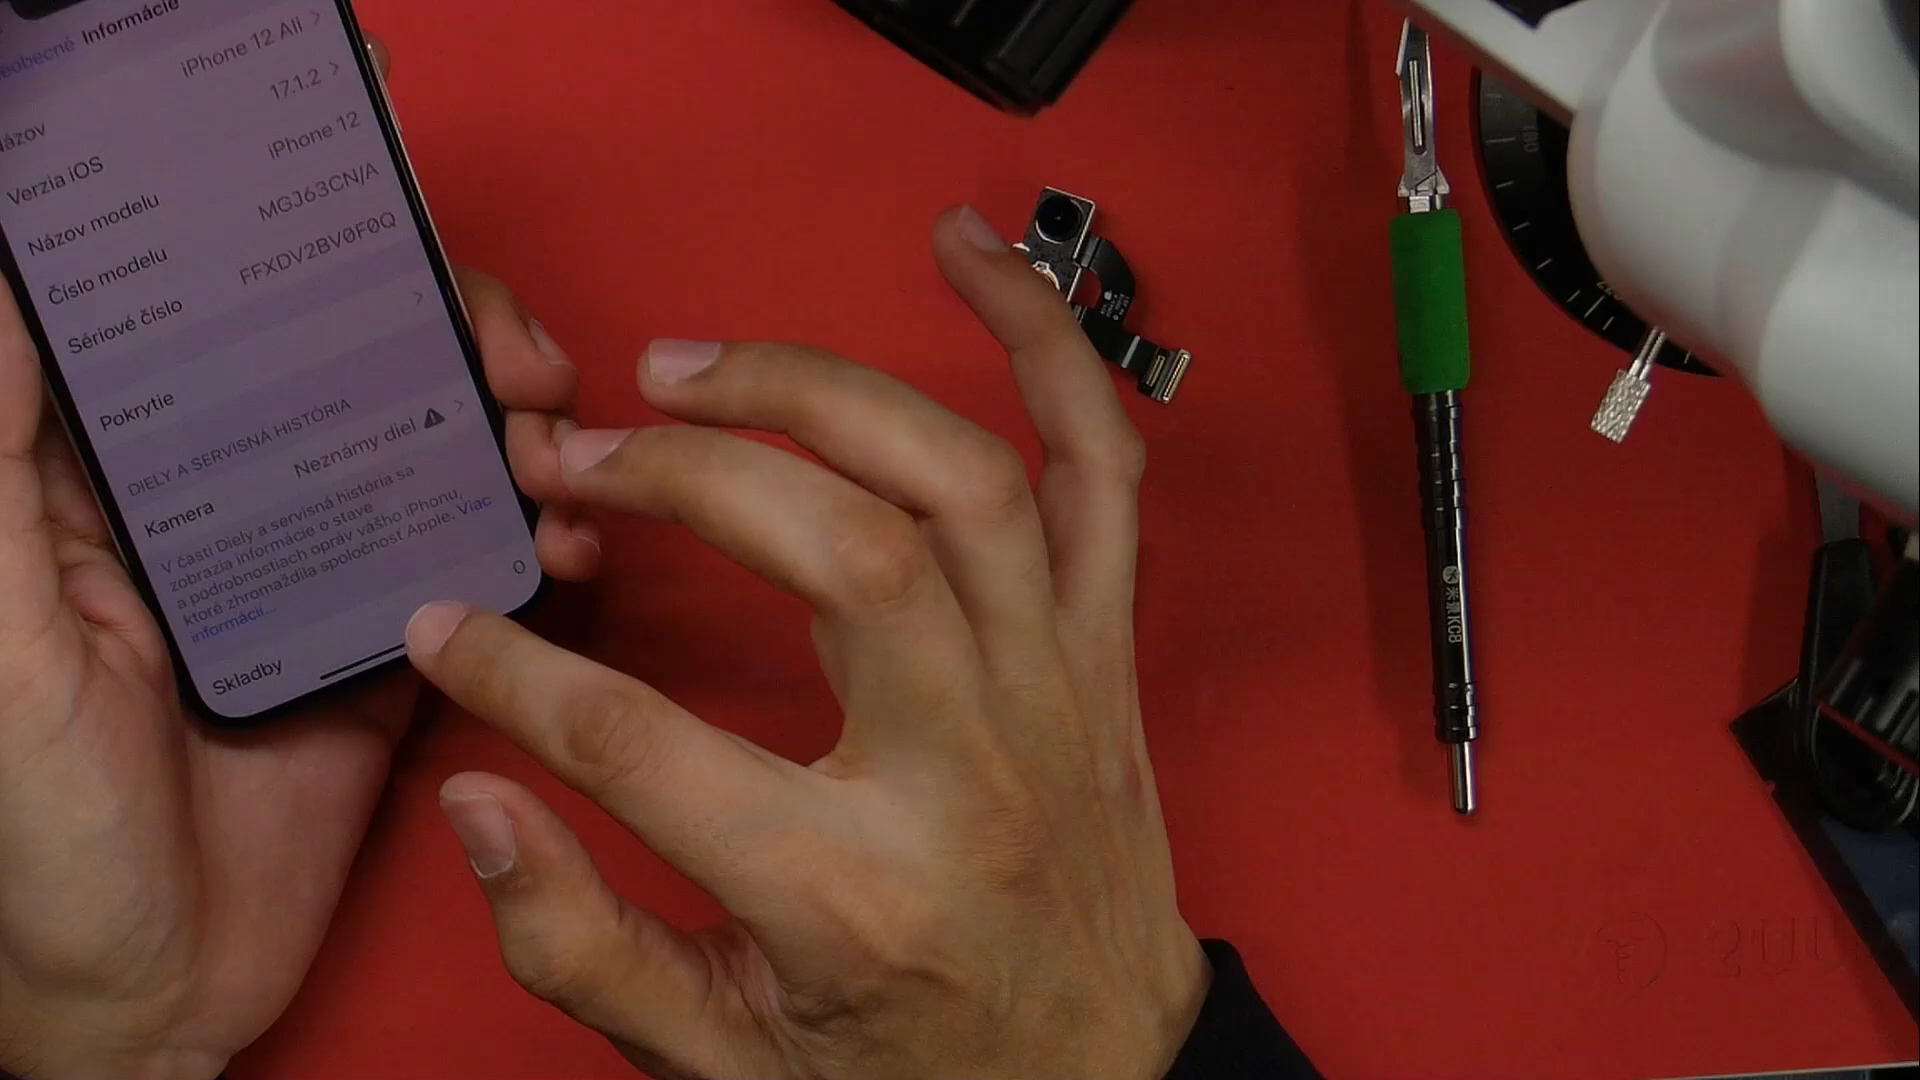 Informácie
iPhone 12 Ali
Názov
17.1.2
Verzia iOS
iPhone 12
Názov modelu
MGJ63CN/A
Číslo modelu
FFXDV2BV0F0Q
Sériové číslo
Pokrytie
DIELY A SERVISNÁ HISTÓRIA
Neznámy diel
Kamera
V časti Diely a servisná história sa
zobrazia informácie o stave
a podrobnostiach opráv vášho iPhonu,
ktoré zhromaždila spoločnosť Apple. Viac
informácií...
0
Skladby
KC8
180